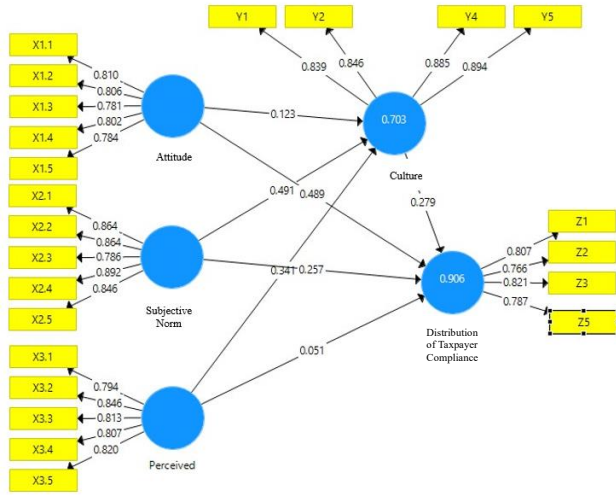 Y1
Y2
Y4
Y5
0.839
0.846
0.885
0.894
X1.1
X1.2
X1.3
X1.4
X1.5
0.810
0.806
0.781
0.802
0.784
Attitude
0.123
0.703
Culture
0.491
0.489
0.279
X2.1
X2.2
X2.3
X2.4
X2.5
0.864
0.864
0.786
0.892
0.846
Subjective
Norm
0.341
0.257
0.906
Distribution
of Taxpayer
Compliance
0.807
0.766
0.821
0.787
Z1
Z2
Z3
Z5
0.051
X3.1
X3.2
X3.3
X3.4
X3.5
0.794
0.846
0.813
0.807
0.820
Perceived